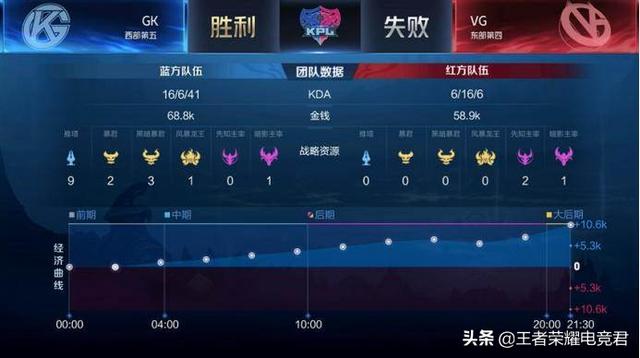 GK
西部第五
胜利
KPL
失败
VG
东部第四
蓝方队伍
团队数据
红方队伍
16/6/41
KDA
6/16/6
68.8k
金钱
58.9k
推塔 暴君 黑暗暴君 风暴龙王 先知主宰 暗影主宰
战略资源
推塔 暴君 黑暗暴君 风暴龙王 先知主宰 暗影主宰
9 2 3 1 0 1
0 0 0 0 2 1
前期 中期 后期 大后期
经济曲线
+10.6k
+5.3k
0
+5.3k
+10.6k
00:00 04:00 10:00 20:00 21:30
头条 @王者荣耀电竞君